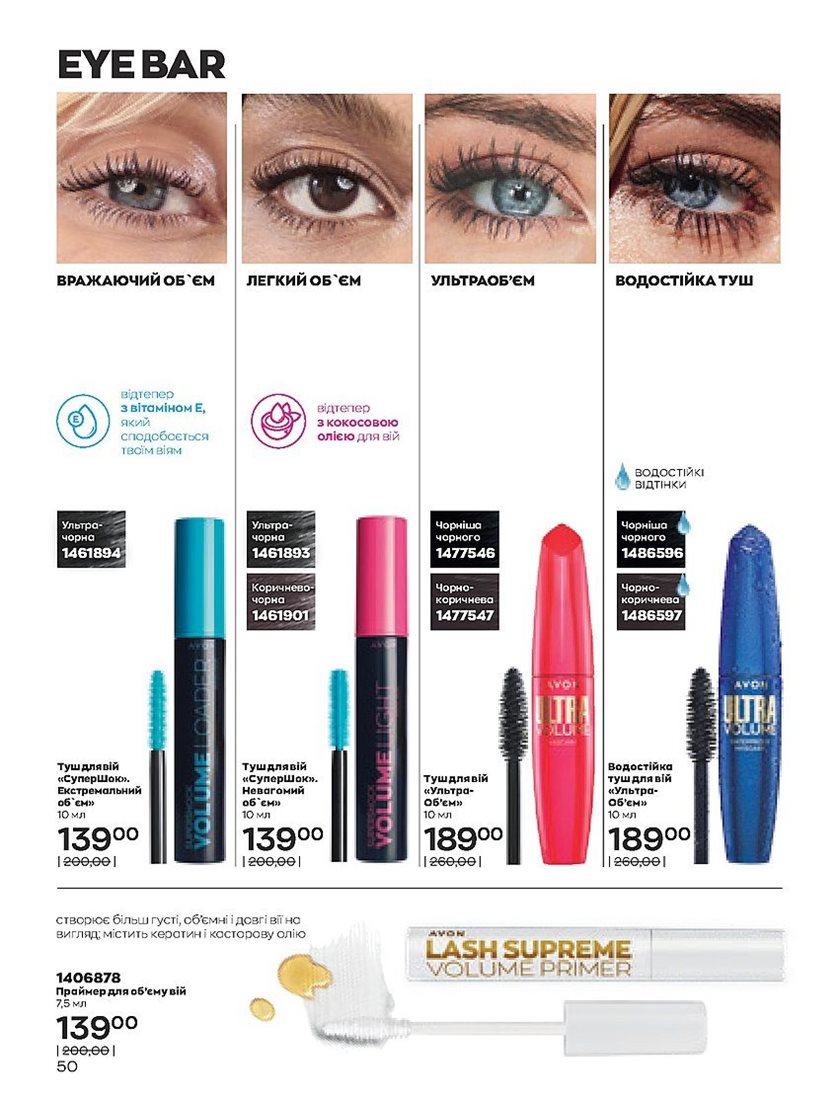 EYE BAR
ВРАЖАЮЧИЙ ОБ`ЄМ
ЛЕГКИЙ ОБ`ЄМ
УЛЬТРАОБ’ЄМ
ВОДОСТІЙКА ТУШ
відтепер
з вітаміном Е,
який
сподобається
твоїм віям
E
відтепер
з кокосовою
олією для вій
ВОДОСТІЙКІ
ВІДТІНКИ
Ультра-
чорна
1461894
Ультра-
чорна
1461893
Коричнево-
чорна
1461901
Чорніша
чорного
1477546
Чорно-
коричнева
1477547
Чорніша
чорного
1486596
Чорно-
коричнева
1486597
SUPERSHOCK
VOLUME LOADER
AVON
SUPERSHOCK
VOLUME LIGHT
AVON
ULTRA
VOLUME
MASCARA
AVON
ULTRA
VOLUME
WATERPROOF
MASCARA
Туш для вій
«СуперШок».
Екстремальний
об`єм»
10 мл
13900
|200,00|
Туш для вій
«СуперШок».
Невагомий
об`єм»
10 мл
13900
|200,00|
Туш для вій
«Ультра-
Об’єм»
10 мл
18900
|260,00|
Водостійка
туш для вій
«Ультра-
Об’єм»
10 мл
18900
|260,00|
створює більш густі, об’ємні і довгі вії на
вигляд; містить кератин і касторову олію
1406878
Праймер для об’єму вій
7,5 мл
13900
|200,00|
AVON
LASH SUPREME
VOLUME PRIMER
50